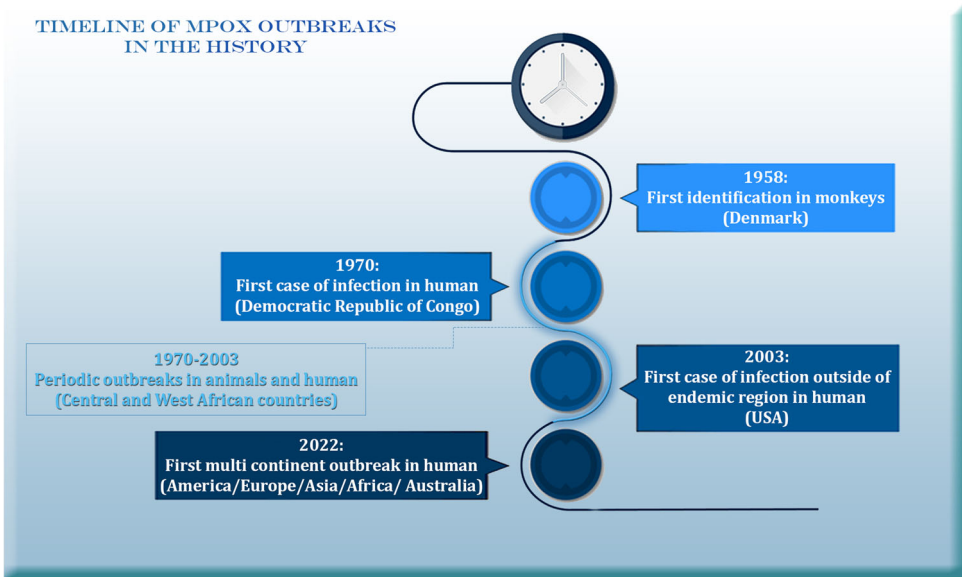 TIMELINE OF MPOX OUTBREAKS
IN THE HISTORY
1958:
First identification in monkeys
(Denmark)
1970:
First case of infection in human
(Democratic Republic of Congo)
1970-2003
Periodic outbreaks in animals and human
(Central and West African countries)
2003:
First case of infection outside of
endemic region in human
(USA)
2022:
First multi continent outbreak in human
(America/Europe/Asia/Africa/ Australia)